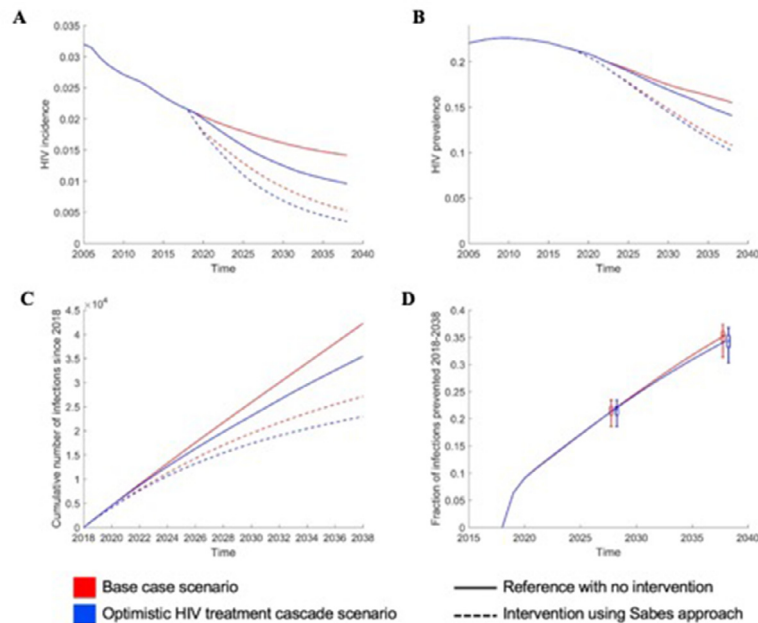 A
HIV incidence
0.035
0.03
0.025
0.02
0.015
0.01
0.005
0
2005 2010 2015 2020 2025 2030 2035 2040
Time
B
HIV prevalence
0.2
0.15
0.1
0.05
0
2005 2010 2015 2020 2025 2030 2035 2040
Time
C
Cumulative number of infections since 2018
×10⁴
4.5
4
3.5
3
2.5
2
1.5
1
0.5
0
2018 2020 2022 2024 2026 2028 2030 2032 2034 2036 2038
Time
D
Fraction of infections prevented 2018-2038
0.4
0.35
0.3
0.25
0.2
0.15
0.1
0.05
0
2015 2020 2025 2030 2035 2040
Time
Base case scenario
Optimistic HIV treatment cascade scenario
Reference with no intervention
Intervention using Sabes approach